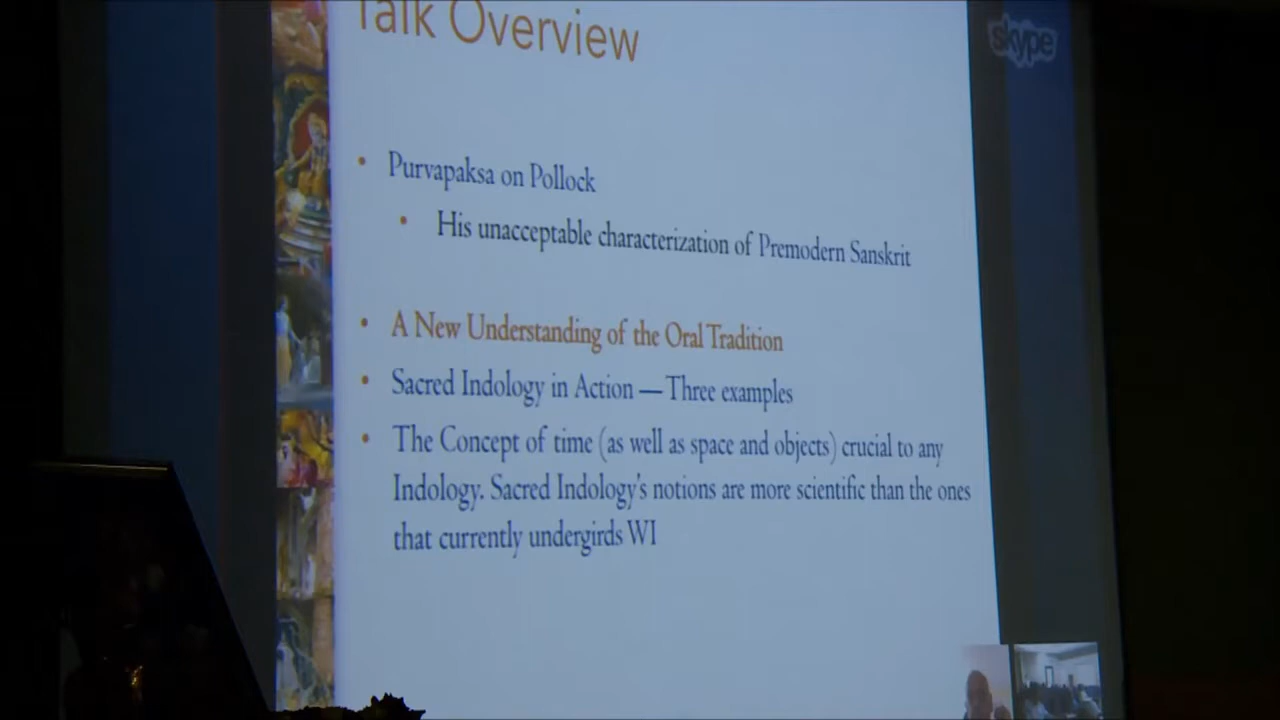 Talk Overview
skype
• Purvapaksa on Pollock
• His unacceptable characterization of Premodern Sanskrit
• A New Understanding of the Oral Tradition
• Sacred Indology in Action — Three examples
• The Concept of time (as well as space and objects) crucial to any
Indology. Sacred Indology's notions are more scientific than the ones
that currently undergirds WI